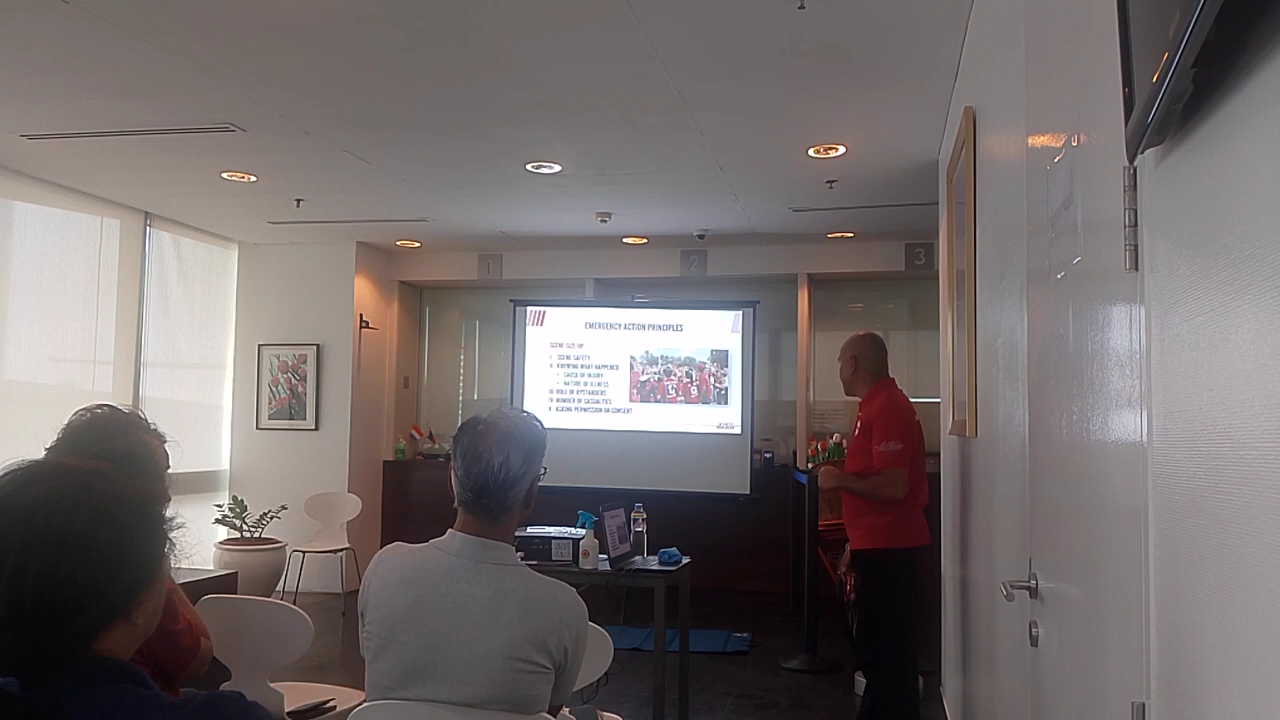 1
2
3
EMERGENCY ACTION PRINCIPLES
SCENE SIZE-UP
I. SCENE SAFETY
II. KNOWING WHAT HAPPENED
• CAUSE OF INJURY
• NATURE OF ILLNESS
III. ROLE OF BYSTANDERS
IV. NUMBER OF CASUALTIES
V. ASKING PERMISSION OR CONSENT